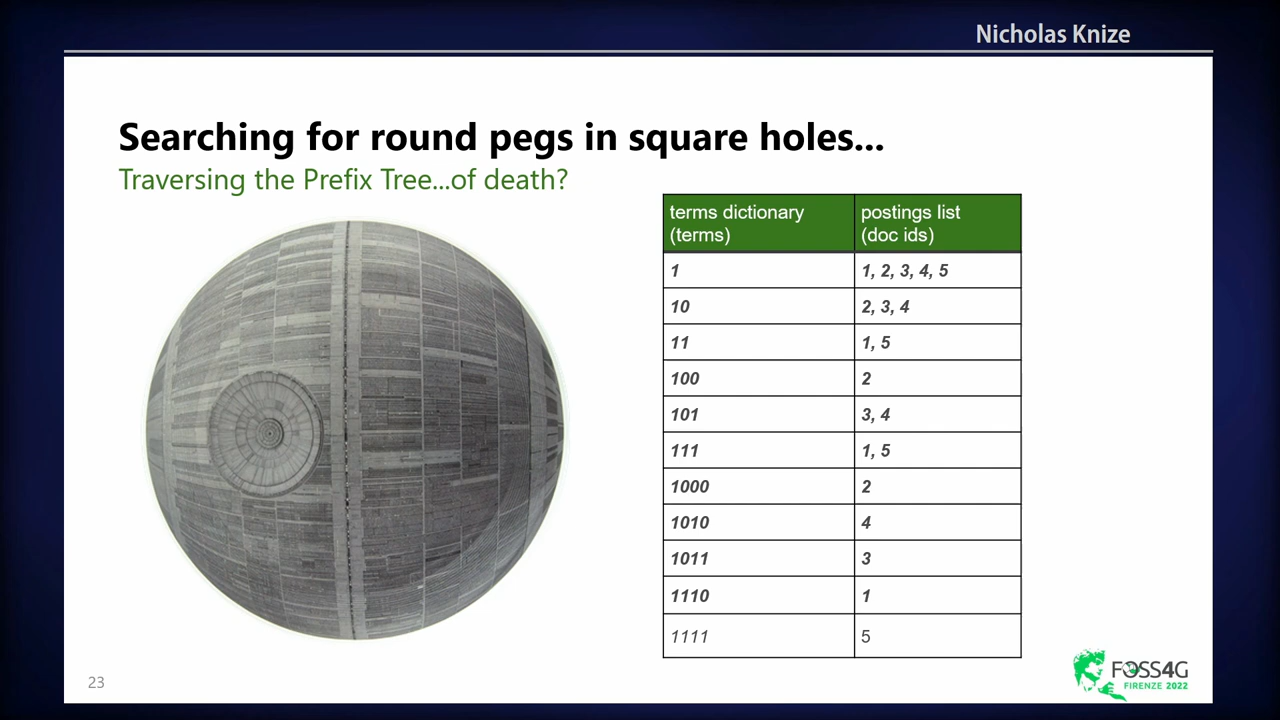 Nicholas Knize
Searching for round pegs in square holes...
Traversing the Prefix Tree...of death?
terms dictionary (terms) postings list (doc ids)
1 1, 2, 3, 4, 5
10 2, 3, 4
11 1, 5
100 2
101 3, 4
111 1, 5
1000 2
1010 4
1011 3
1110 1
1111 5
23
FOSS4G
FIRENZE 2022